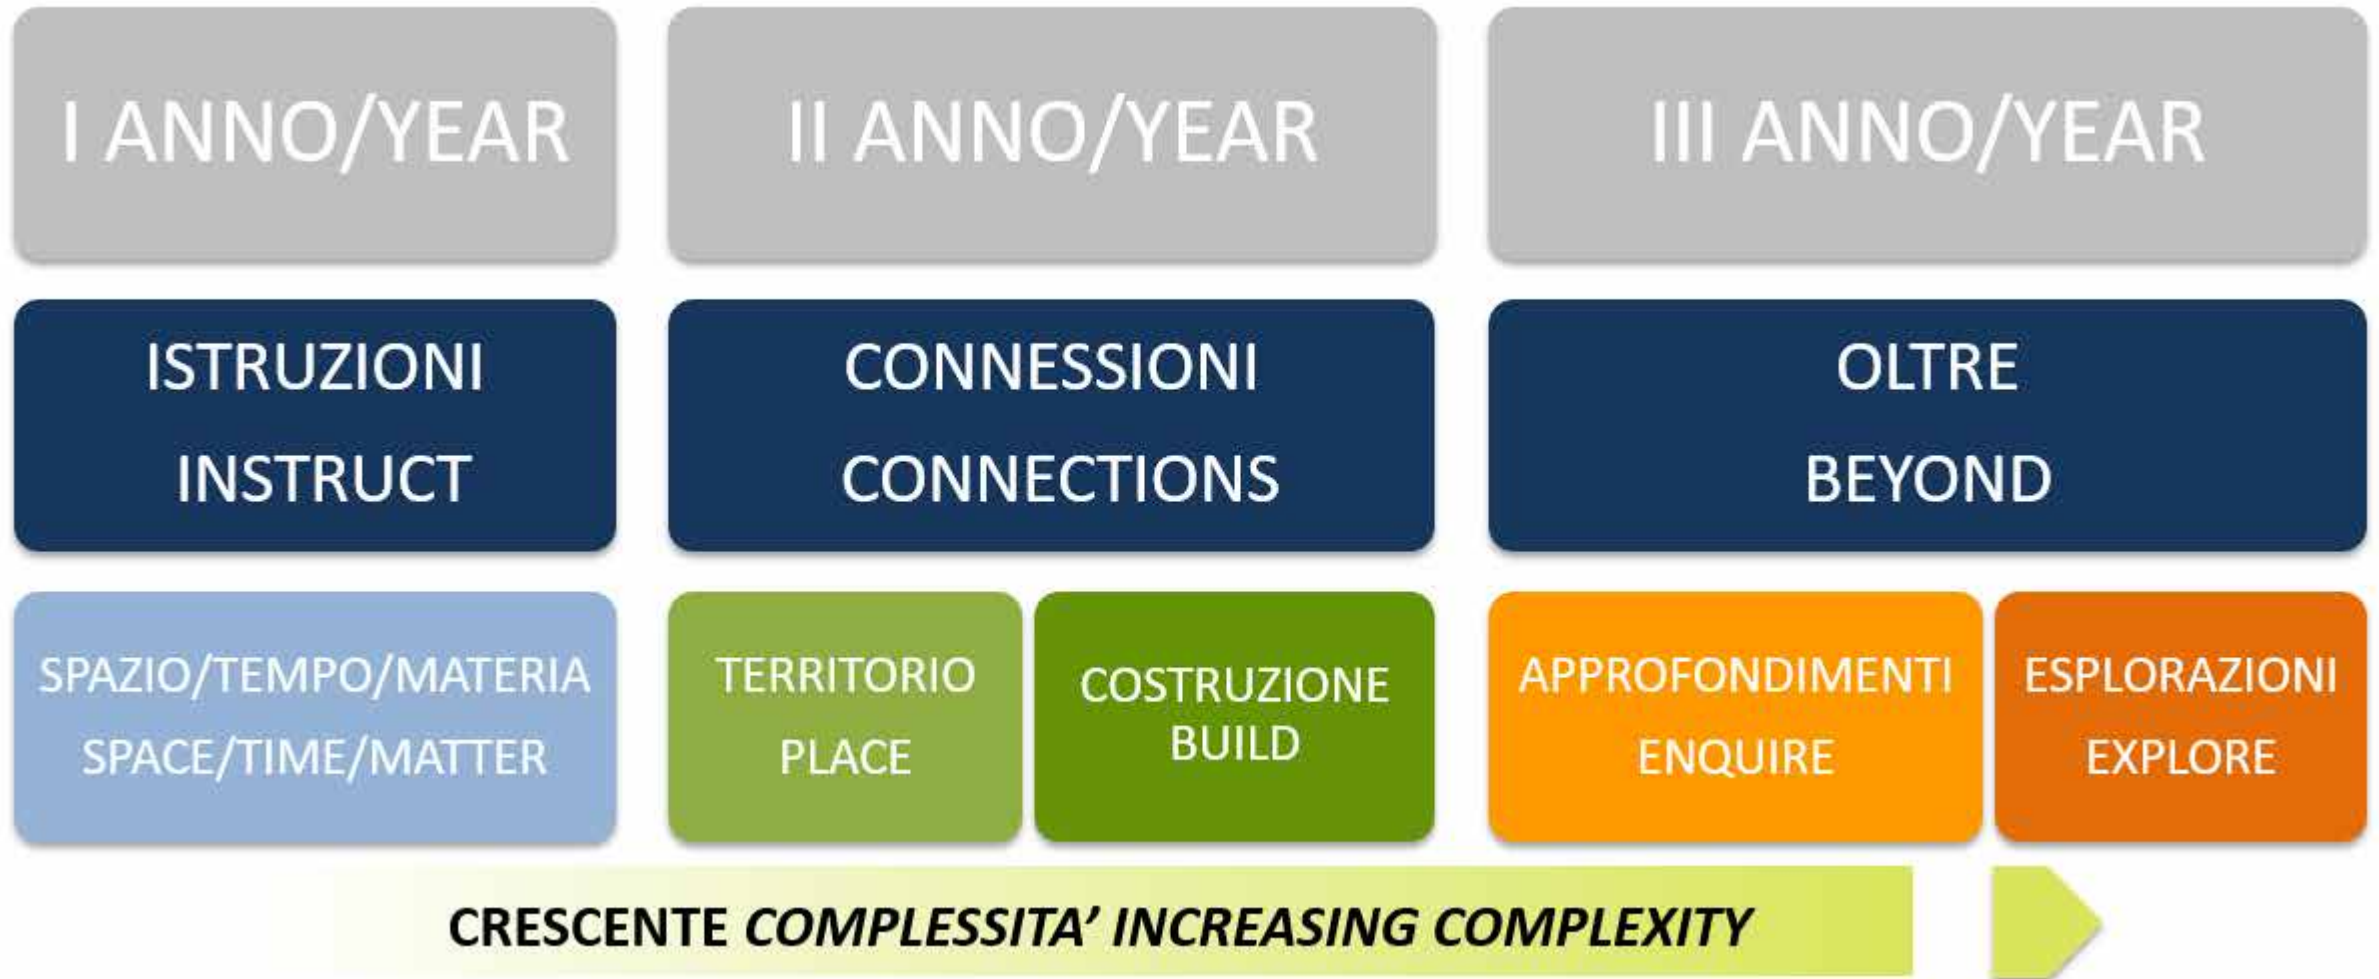 I ANNO/YEAR
II ANNO/YEAR
III ANNO/YEAR
ISTRUZIONI
INSTRUCT
CONNESSIONI
CONNECTIONS
OLTRE
BEYOND
SPAZIO/TEMPO/MATERIA
SPACE/TIME/MATTER
TERRITORIO
PLACE
COSTRUZIONE
BUILD
APPROFONDIMENTI
ENQUIRE
ESPLORAZIONI
EXPLORE
CRESCENTE COMPLESSITA’ INCREASING COMPLEXITY